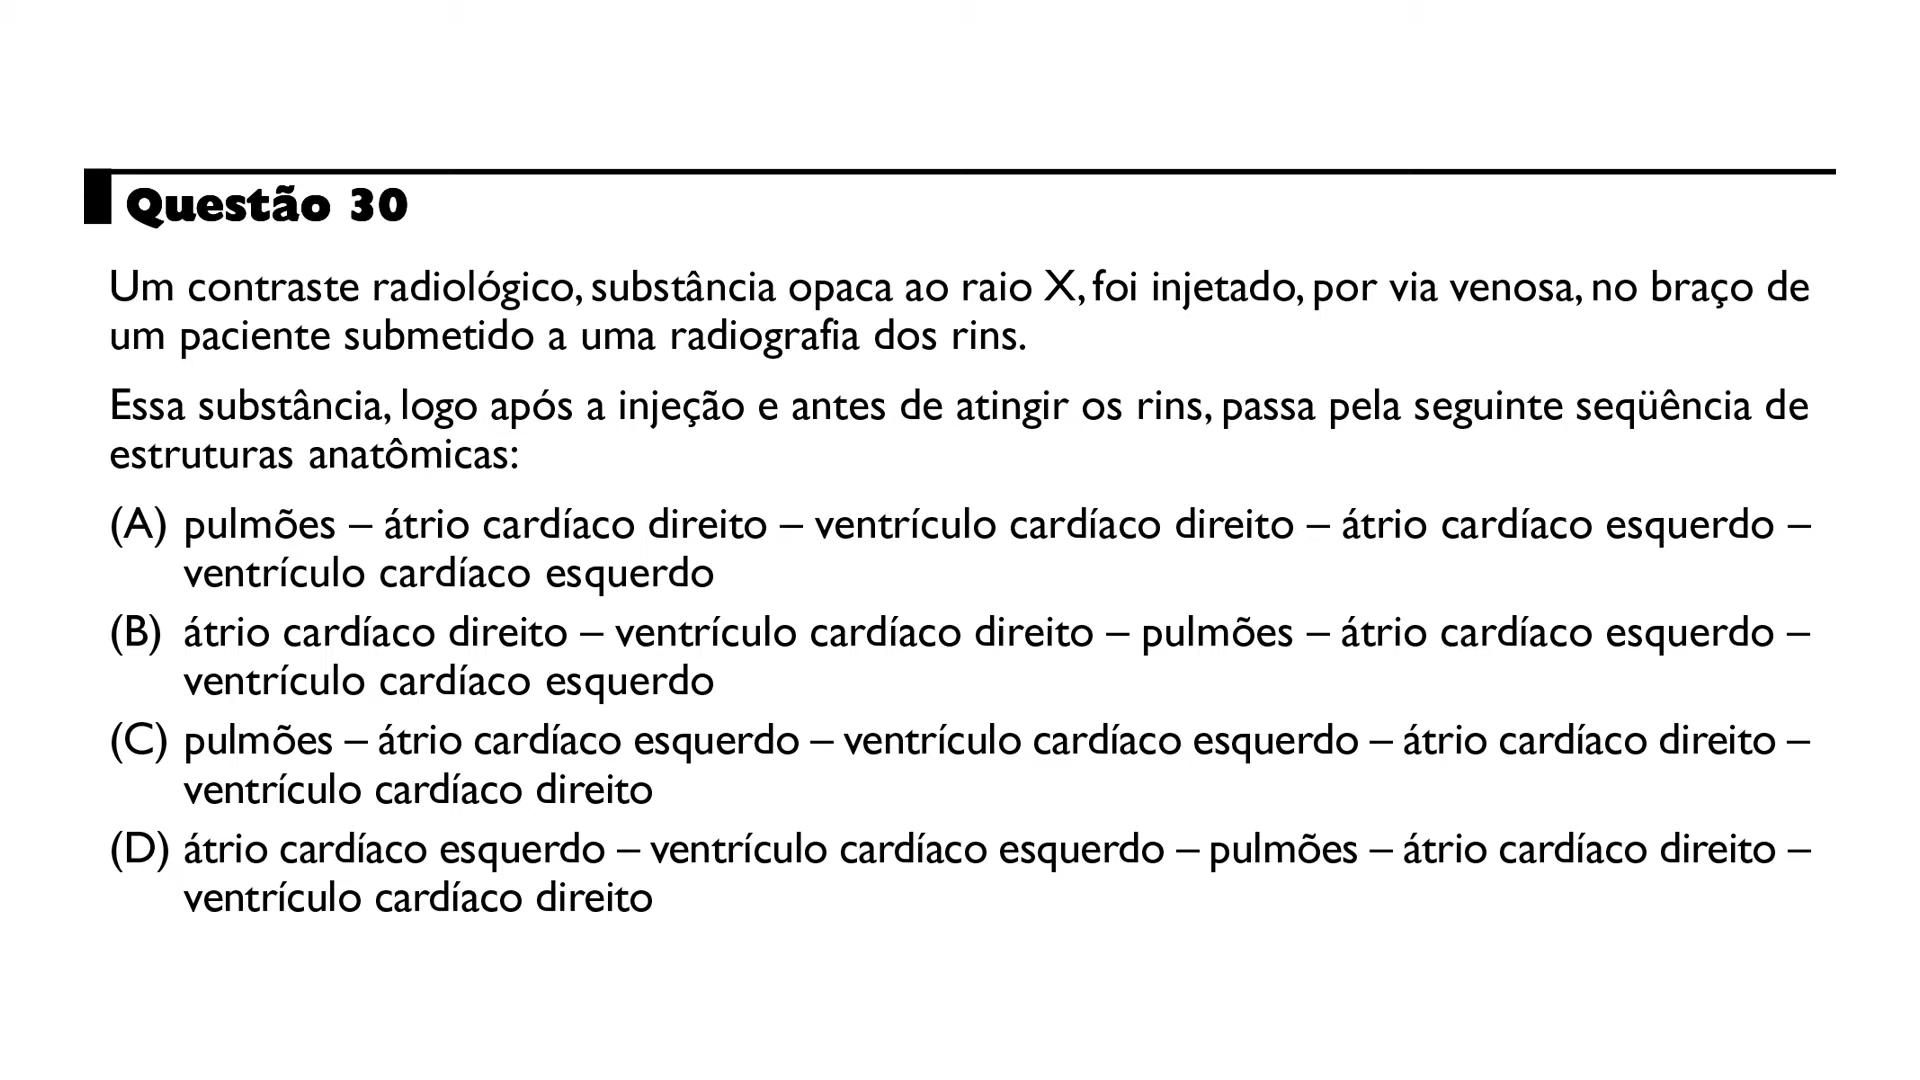 Questão 30
Um contraste radiológico, substância opaca ao raio X, foi injetado, por via venosa, no braço de
um paciente submetido a uma radiografia dos rins.
Essa substância, logo após a injeção e antes de atingir os rins, passa pela seguinte seqüência de
estruturas anatômicas:
(A) pulmões – átrio cardíaco direito – ventrículo cardíaco direito – átrio cardíaco esquerdo –
ventrículo cardíaco esquerdo
(B) átrio cardíaco direito – ventrículo cardíaco direito – pulmões – átrio cardíaco esquerdo –
ventrículo cardíaco esquerdo
(C) pulmões – átrio cardíaco esquerdo – ventrículo cardíaco esquerdo – átrio cardíaco direito –
ventrículo cardíaco direito
(D) átrio cardíaco esquerdo – ventrículo cardíaco esquerdo – pulmões – átrio cardíaco direito –
ventrículo cardíaco direito